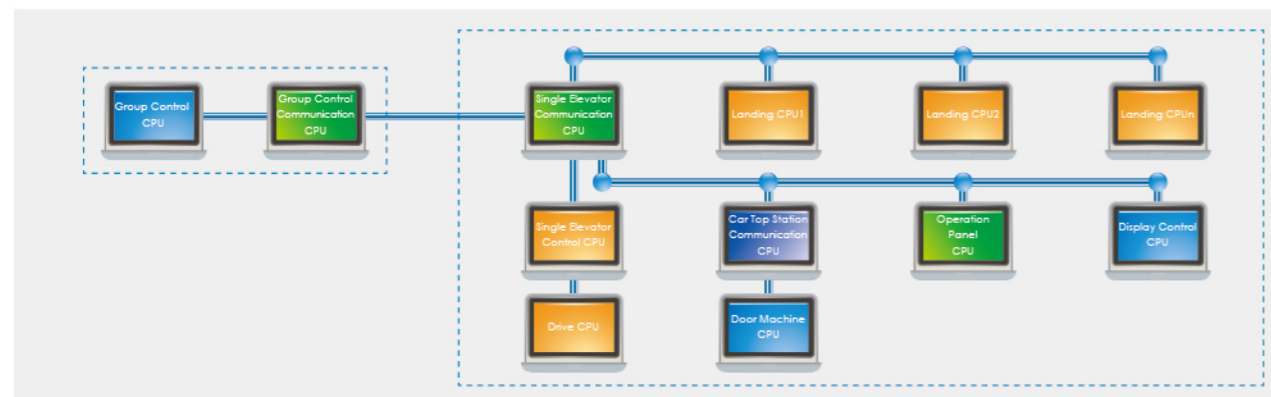 Group Control
CPU
Group Control
Communication
CPU
Single Elevator
Communication
CPU
Landing CPU1
Landing CPU2
Landing CPUn
Single Elevator
Control CPU
Car Top Station
Communication
CPU
Operation
Panel
CPU
Display Control
CPU
Drive CPU
Door Machine
CPU